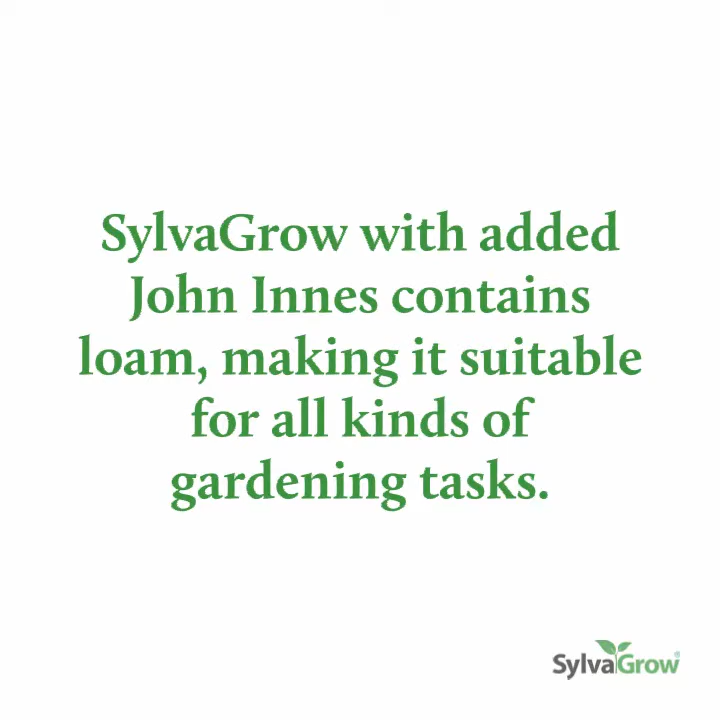 SylvaGrow with added
John Innes contains
loam, making it suitable
for all kinds of
gardening tasks.
SylvaGrow®